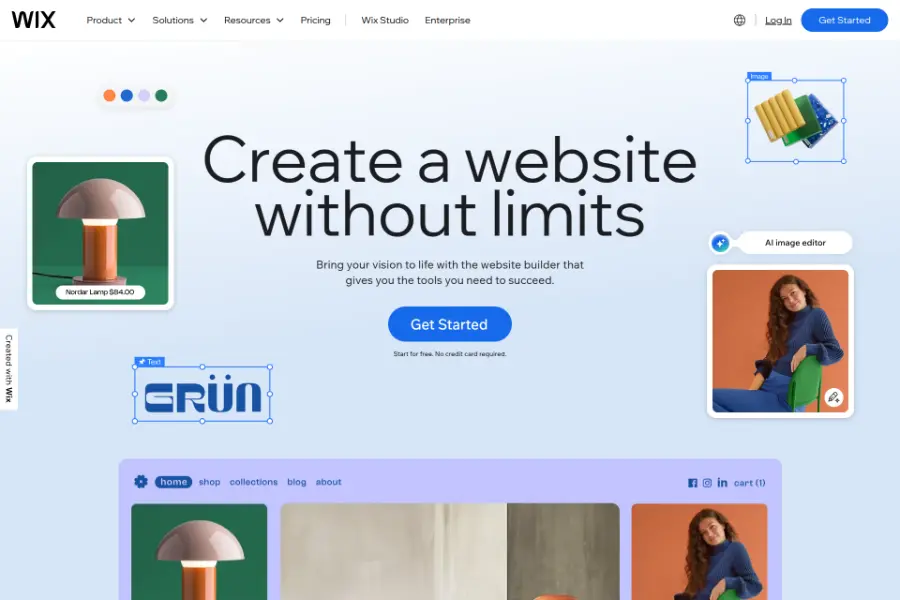 WIX
Product
Solutions
Resources
Pricing
Wix Studio
Enterprise
Log In
Get Started
Image
Create a website
without limits
AI image editor
Bring your vision to life with the website builder that
gives you the tools you need to succeed.
Nordar Lamp $84.00
Get Started
Start for free. No credit card required.
Created with Wix
Text
GRÜN
home
shop
collections
blog
about
cart (1)